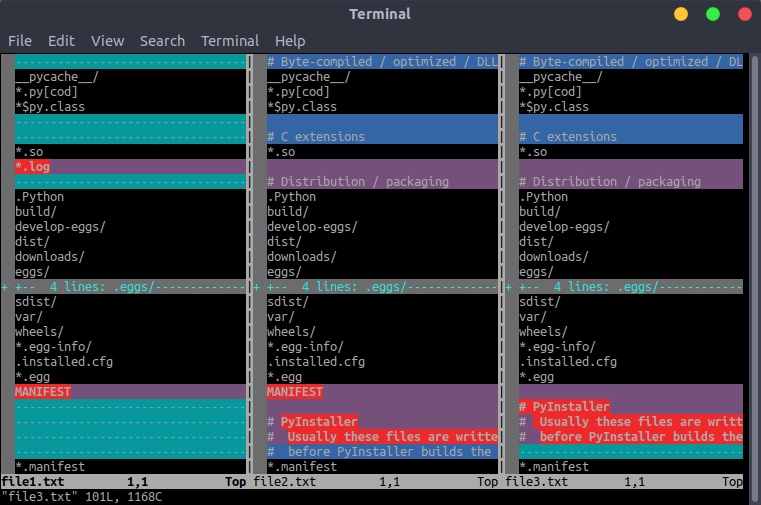 Terminal
File Edit View Search Terminal Help
# Byte-compiled / optimized / DLL # Byte-compiled / optimized / DL
__pycache__/ __pycache__/ __pycache__/
*.py[cod] *.py[cod] *.py[cod]
*$py.class *$py.class *$py.class
# C extensions # C extensions
*.so *.so *.so
*.log
# Distribution / packaging # Distribution / packaging
.Python .Python .Python
build/ build/ build/
develop-eggs/ develop-eggs/ develop-eggs/
dist/ dist/ dist/
downloads/ downloads/ downloads/
eggs/ eggs/ eggs/
+ +-- 4 lines: .eggs/------------- + +-- 4 lines: .eggs/------------- + +-- 4 lines: .eggs/------------
sdist/ sdist/ sdist/
var/ var/ var/
wheels/ wheels/ wheels/
*.egg-info/ *.egg-info/ *.egg-info/
.installed.cfg .installed.cfg .installed.cfg
*.egg *.egg *.egg
MANIFEST MANIFEST
# PyInstaller
# PyInstaller # Usually these files are writt
# Usually these files are writte # before PyInstaller builds the
# before PyInstaller builds the
*.manifest *.manifest *.manifest
file1.txt 1,1 Top file2.txt 1,1 Top file3.txt 1,1 Top
"file3.txt" 101L, 1168C